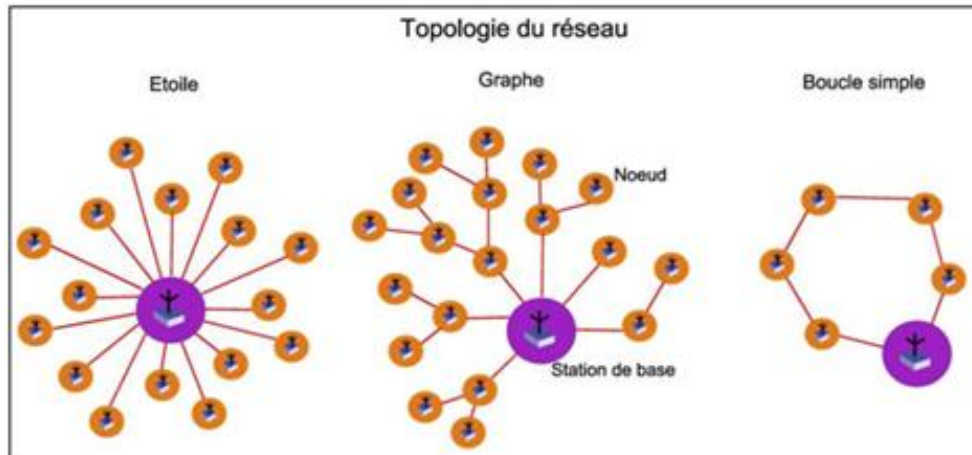 Topologie du réseau
Etoile
Graphe
Boucle simple
Noeud
Station de base